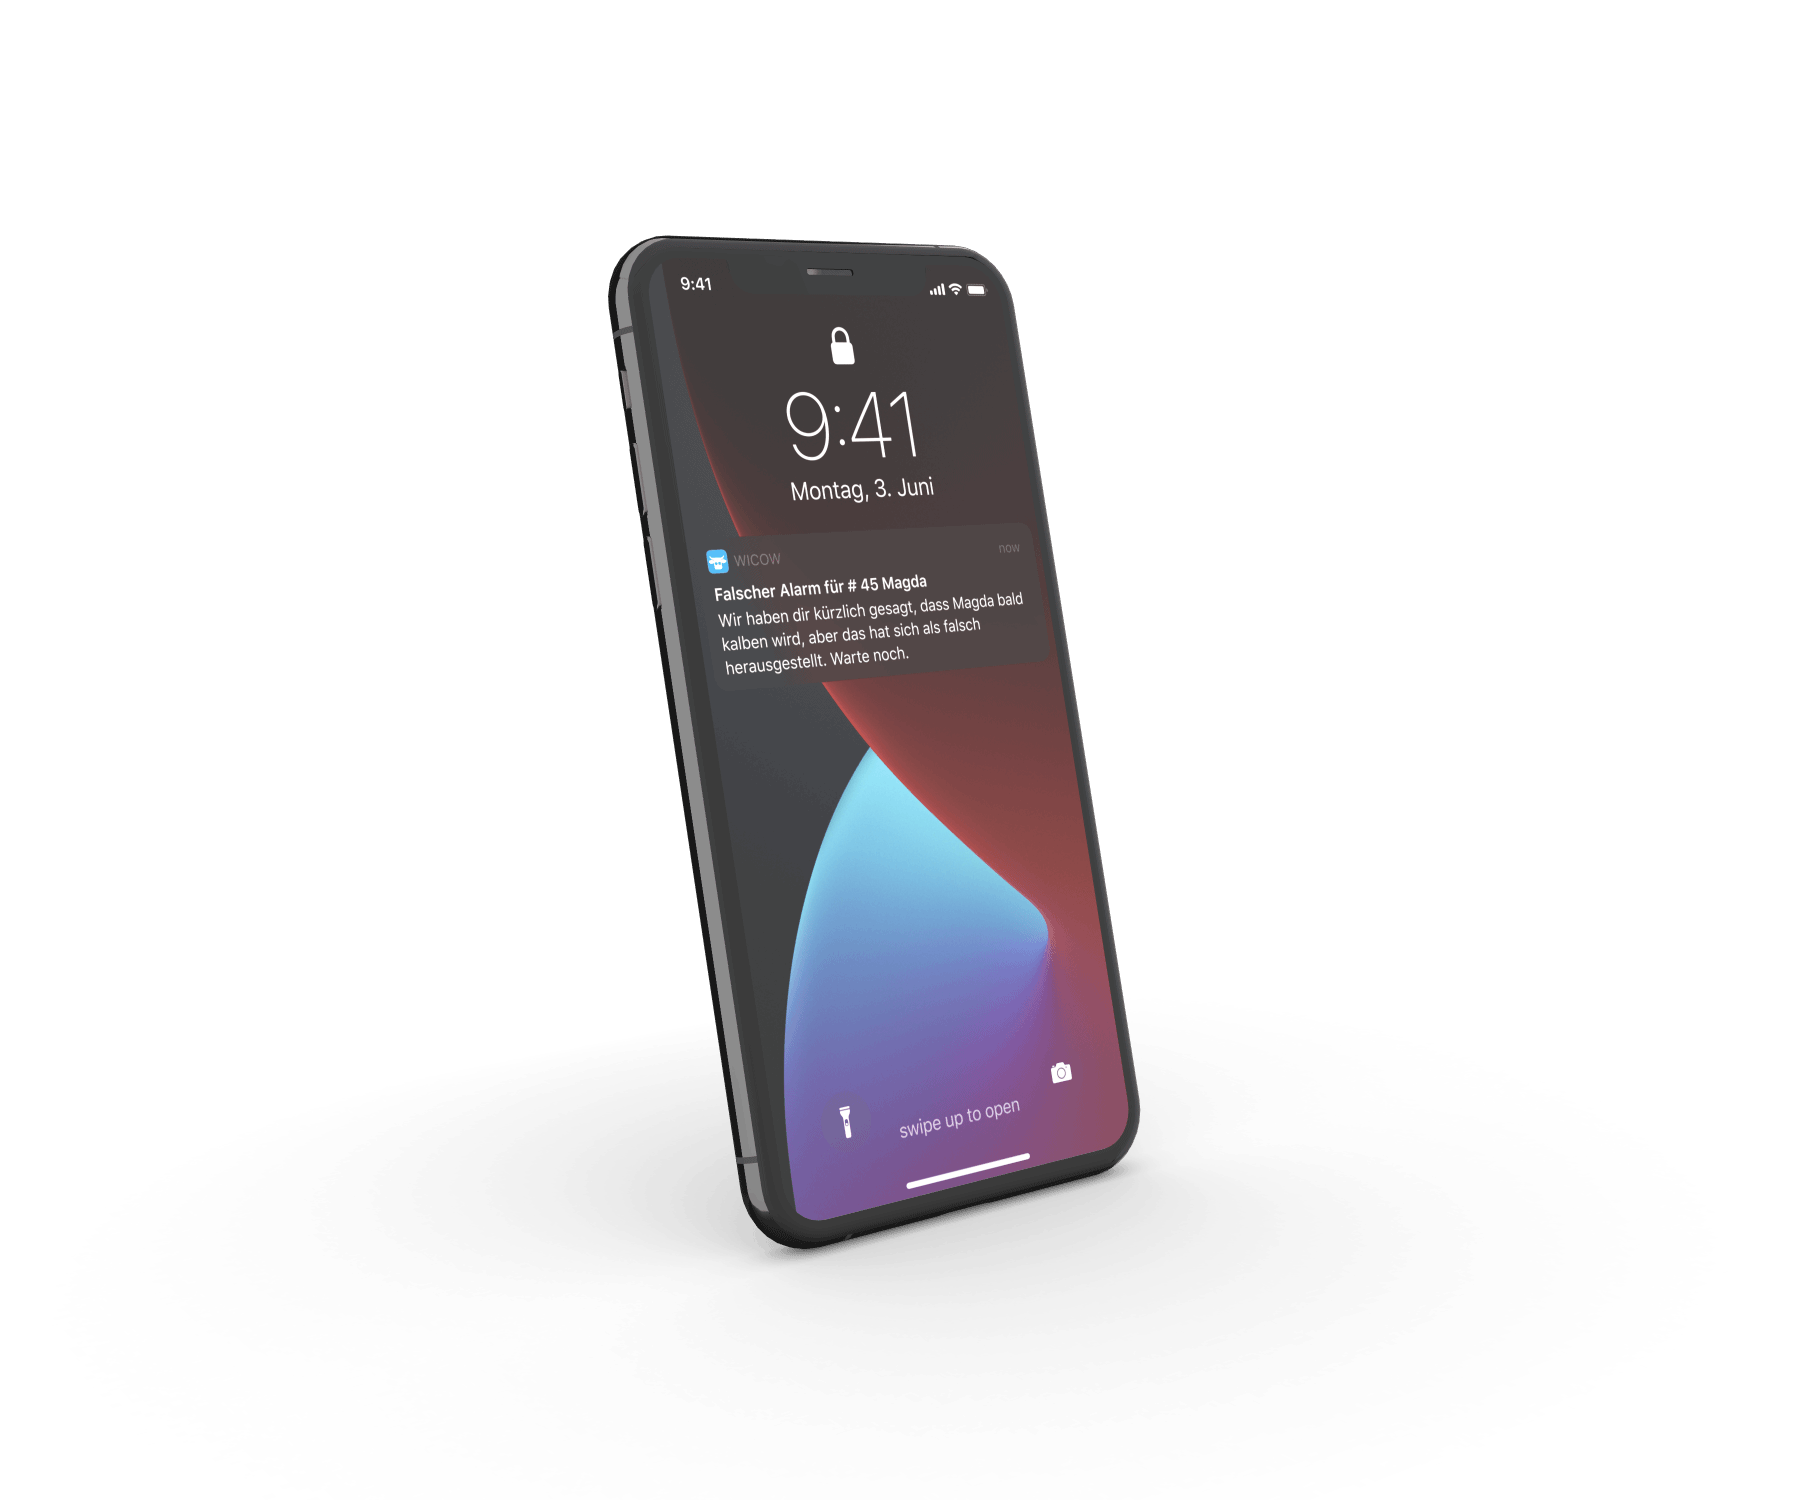 9:41
9:41
Montag, 3. Juni
WICOW now
Falscher Alarm für # 45 Magda
Wir haben dir kürzlich gesagt, dass Magda bald
kalben wird, aber das hat sich als falsch
herausgestellt. Warte noch.
swipe up to open